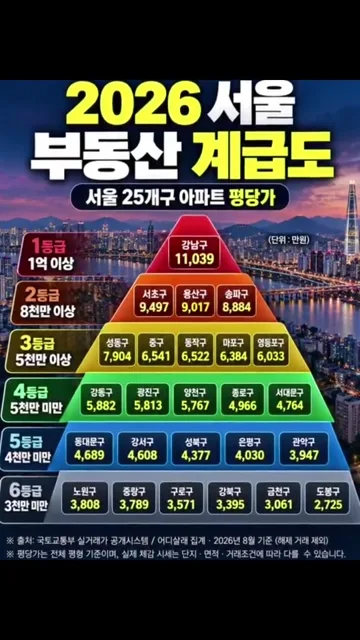 2026 서울
부동산 계급도
서울 25개구 아파트 평당가
(단위 : 만원)
1등급
1억 이상
강남구
11,039
2등급
8천만 이상
서초구 용산구 송파구
9,497 9,017 8,884
3등급
5천만 이상
성동구 중구 동작구 마포구 영등포구
7,904 6,541 6,522 6,384 6,033
4등급
5천만 미만
강동구 광진구 양천구 종로구 서대문구
5,882 5,813 5,767 4,966 4,764
5등급
4천만 미만
동대문구 강서구 성북구 은평구 관악구
4,689 4,608 4,377 4,030 3,947
6등급
3천만 미만
노원구 중랑구 구로구 강북구 금천구 도봉구
3,808 3,789 3,571 3,395 3,061 2,725
※ 출처: 국토교통부 실거래가 공개시스템 / 어디살래 집계 · 2026년 8월 기준 (해제 거래 제외)
※ 평당가는 전체 평형 기준이며, 실제 체감 시세는 단지 · 면적 · 거래조건에 따라 다를 수 있습니다.